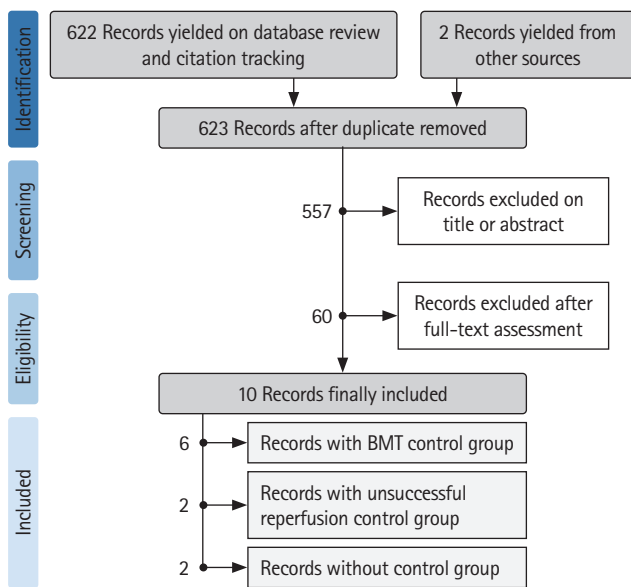 Identification
622 Records yielded on database review
and citation tracking
2 Records yielded from
other sources
623 Records after duplicate removed
Screening
557
Records excluded on
title or abstract
Eligibility
60
Records excluded after
full-text assessment
10 Records finally included
Included
6
Records with BMT control group
2
Records with unsuccessful
reperfusion control group
2
Records without control group